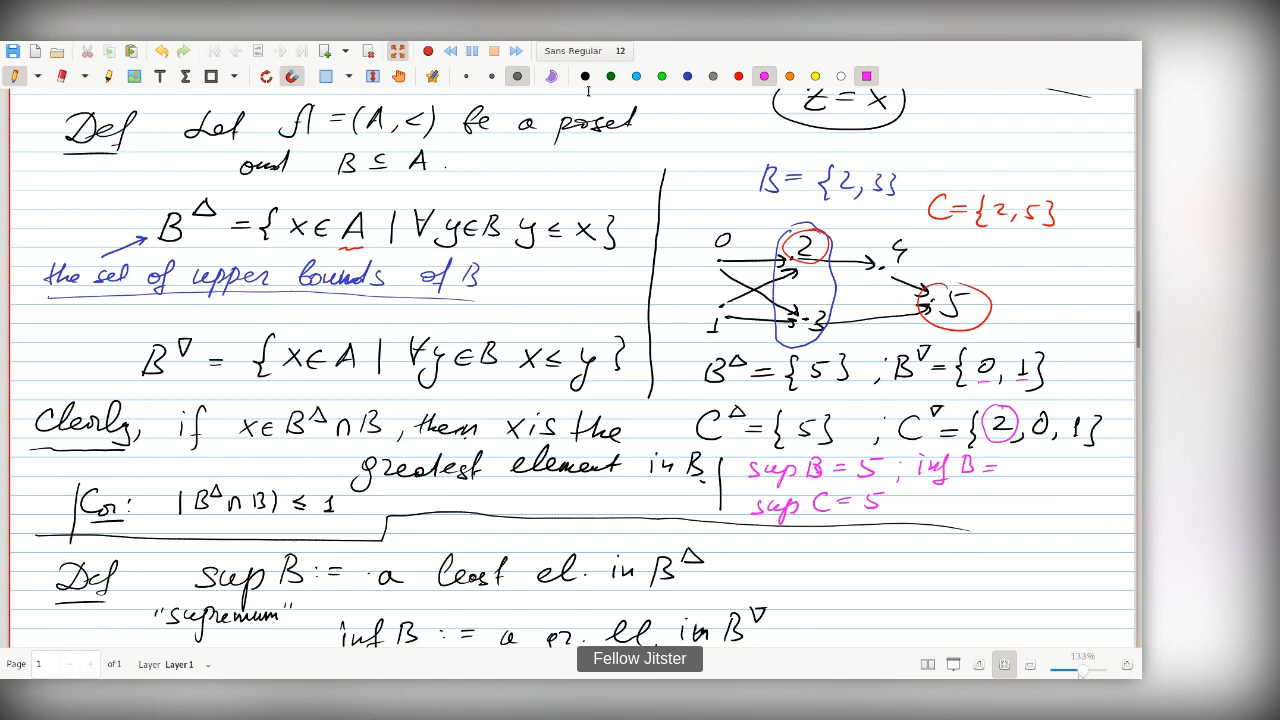 Sans Regular 12
z = x
Def Let 𝔄 = (A, <) be a poset
and B ⊆ A.
B^△ = { x ∈ A | ∀ y ∈ B y ≤ x }
the set of upper bounds of B
B^▽ = { x ∈ A | ∀ y ∈ B x ≤ y }
Clearly, if x ∈ B^△ ∩ B, then x is the
greatest element in B.
Cor: | B^△ ∩ B | ≤ 1
B = {2, 3}
C = {2, 5}
0 2 4
1 3 5
B^△ = { 5 } ; B^▽ = { 0, 1 }
C^△ = { 5 } ; C^▽ = { 2, 0, 1 }
sup B = 5 ; inf B =
sup C = 5
Def sup B := a least el. in B^△
"supremum"
inf B := a gr. el. in B^▽
Fellow Jitster
Page 1 of 1 Layer Layer 1 133%